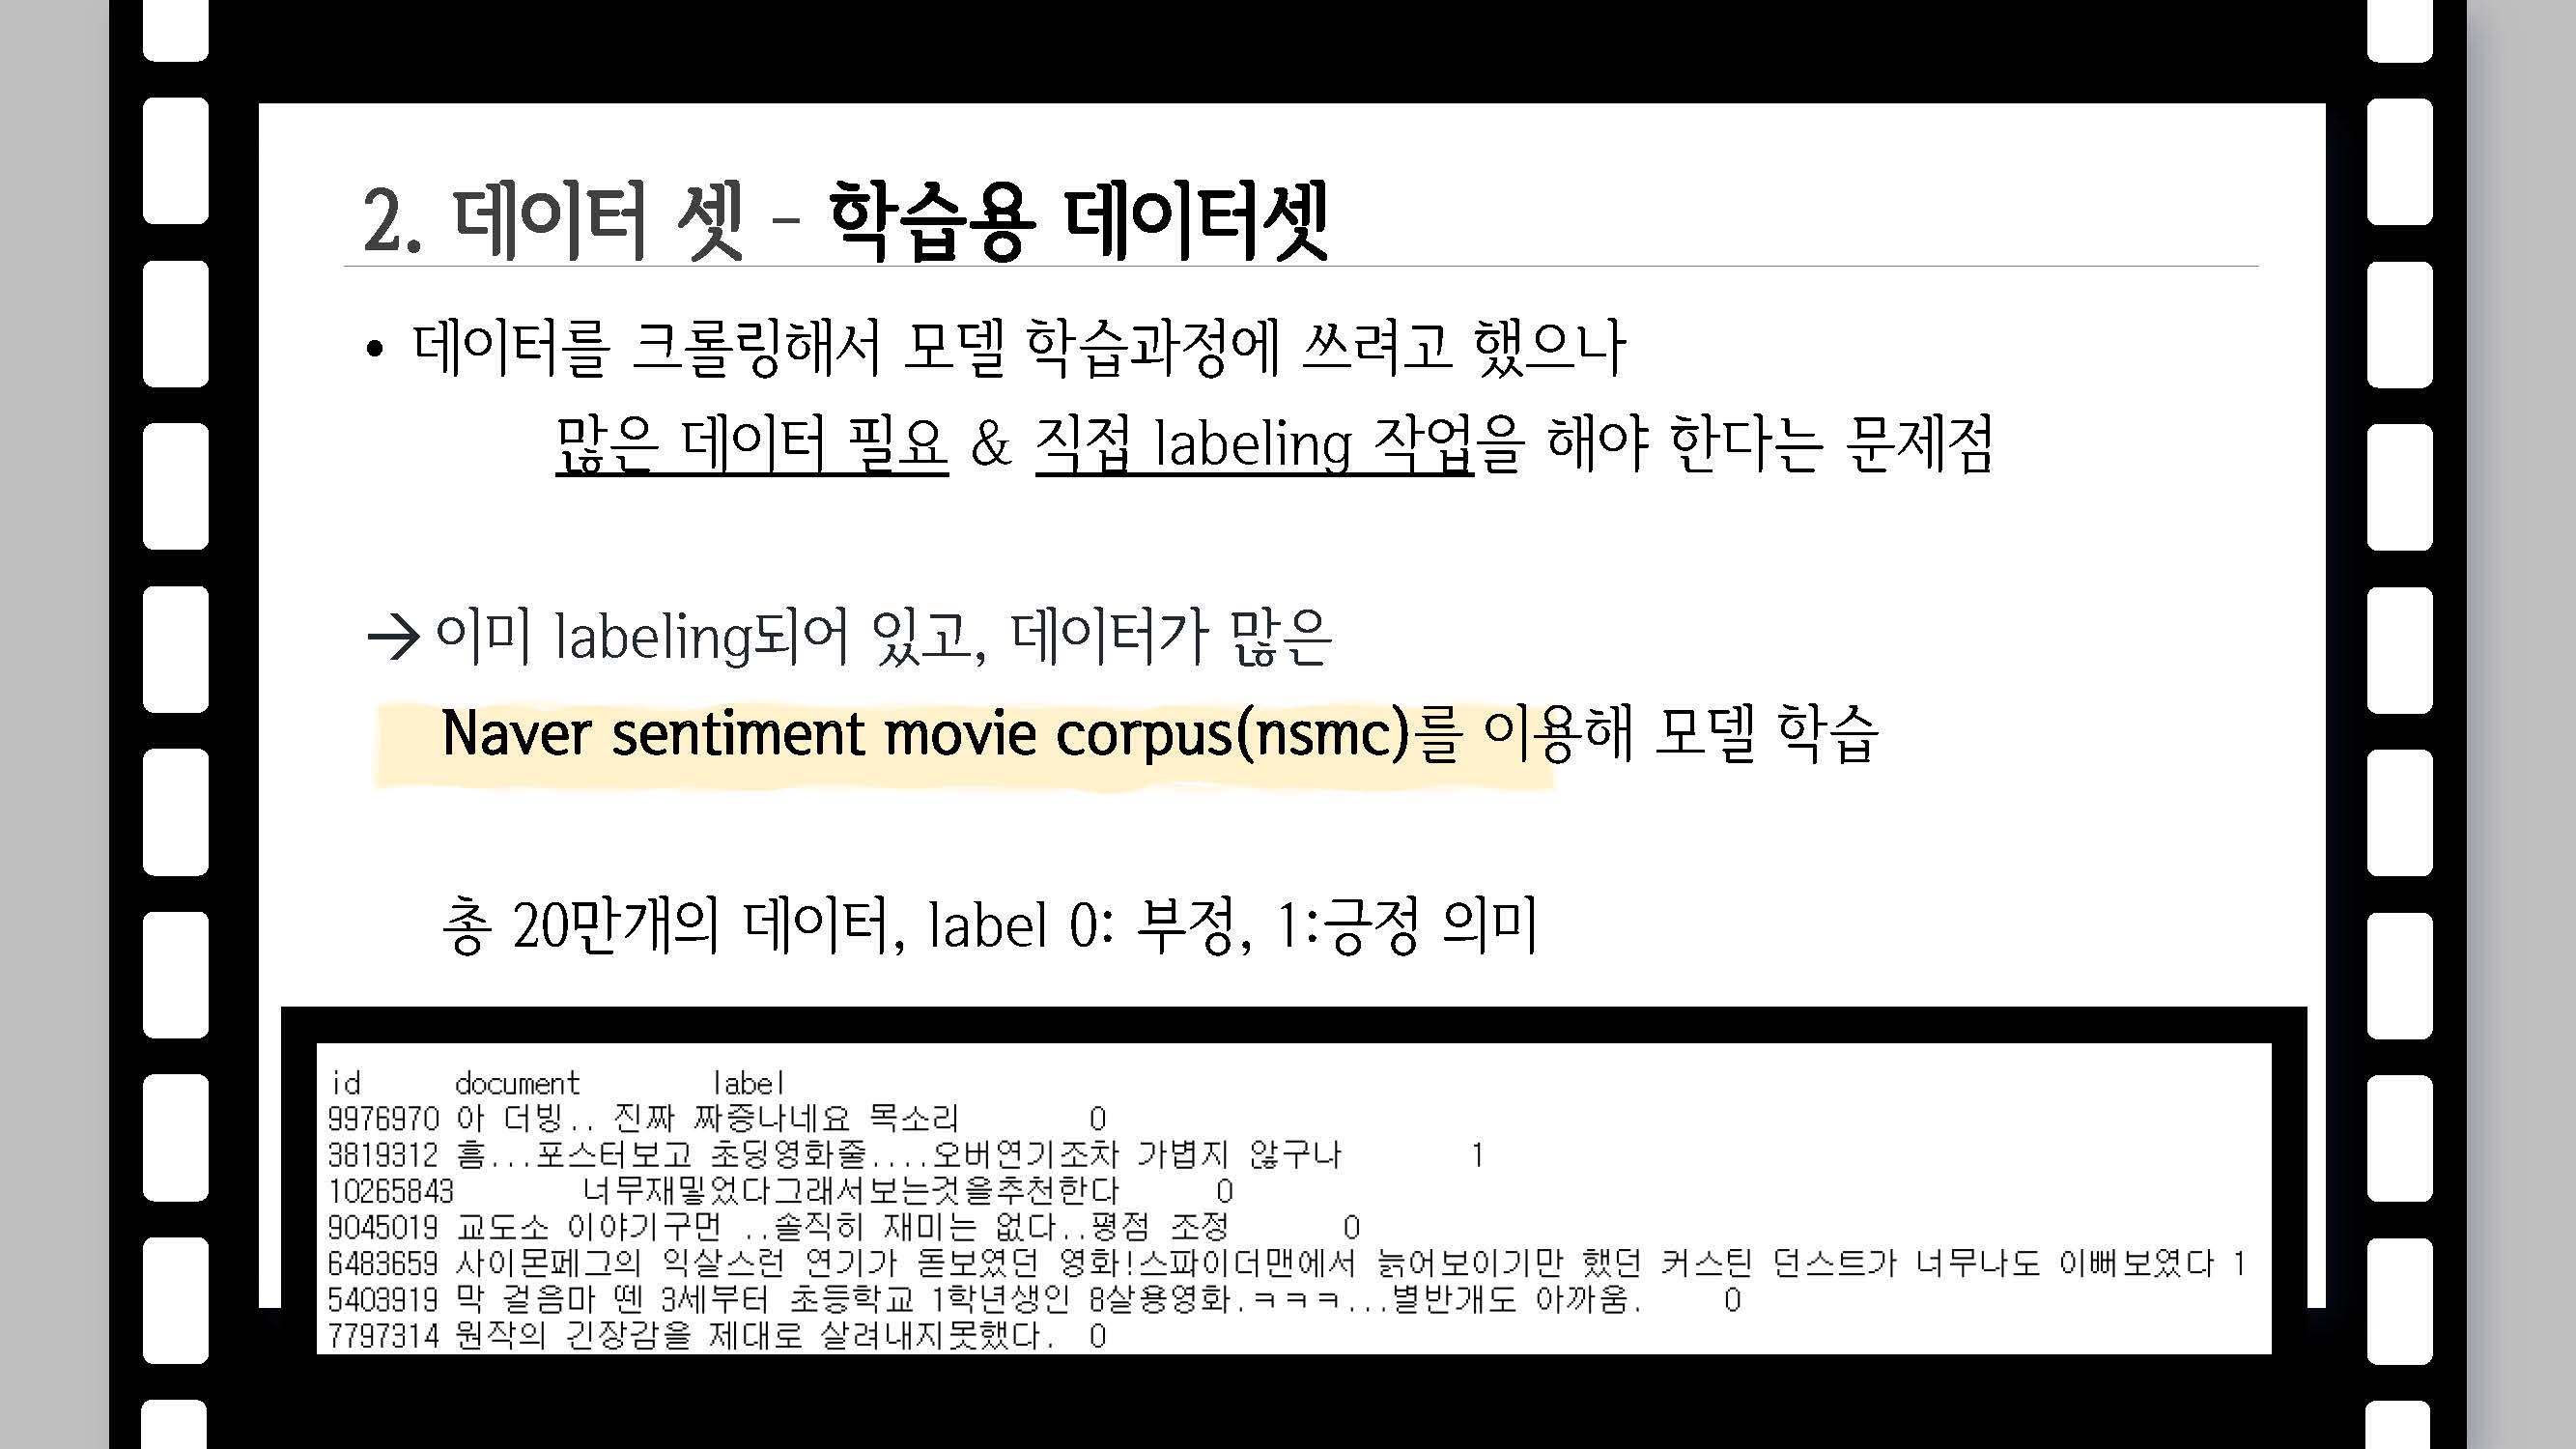 2. 데이터 셋 – 학습용 데이터셋
• 데이터를 크롤링해서 모델 학습과정에 쓰려고 했으나
많은 데이터 필요 & 직접 labeling 작업을 해야 한다는 문제점
→ 이미 labeling되어 있고, 데이터가 많은
Naver sentiment movie corpus(nsmc)를 이용해 모델 학습
총 20만개의 데이터, label 0: 부정, 1:긍정 의미
id document label
9976970 아 더빙.. 진짜 짜증나네요 목소리 0
3819312 흠...포스터보고 초딩영화줄....오버연기조차 가볍지 않구나 1
10265843 너무재밓었다그래서보는것을추천한다 0
9045019 교도소 이야기구먼 ..솔직히 재미는 없다..평점 조정 0
6483659 사이몬페그의 익살스런 연기가 돋보였던 영화!스파이더맨에서 늙어보이기만 했던 커스틴 던스트가 너무나도 이뻐보였다 1
5403919 막 걸음마 뗀 3세부터 초등학교 1학년생인 8살용영화.ㅋㅋㅋ...별반개도 아까움. 0
7797314 원작의 긴장감을 제대로 살려내지못했다. 0